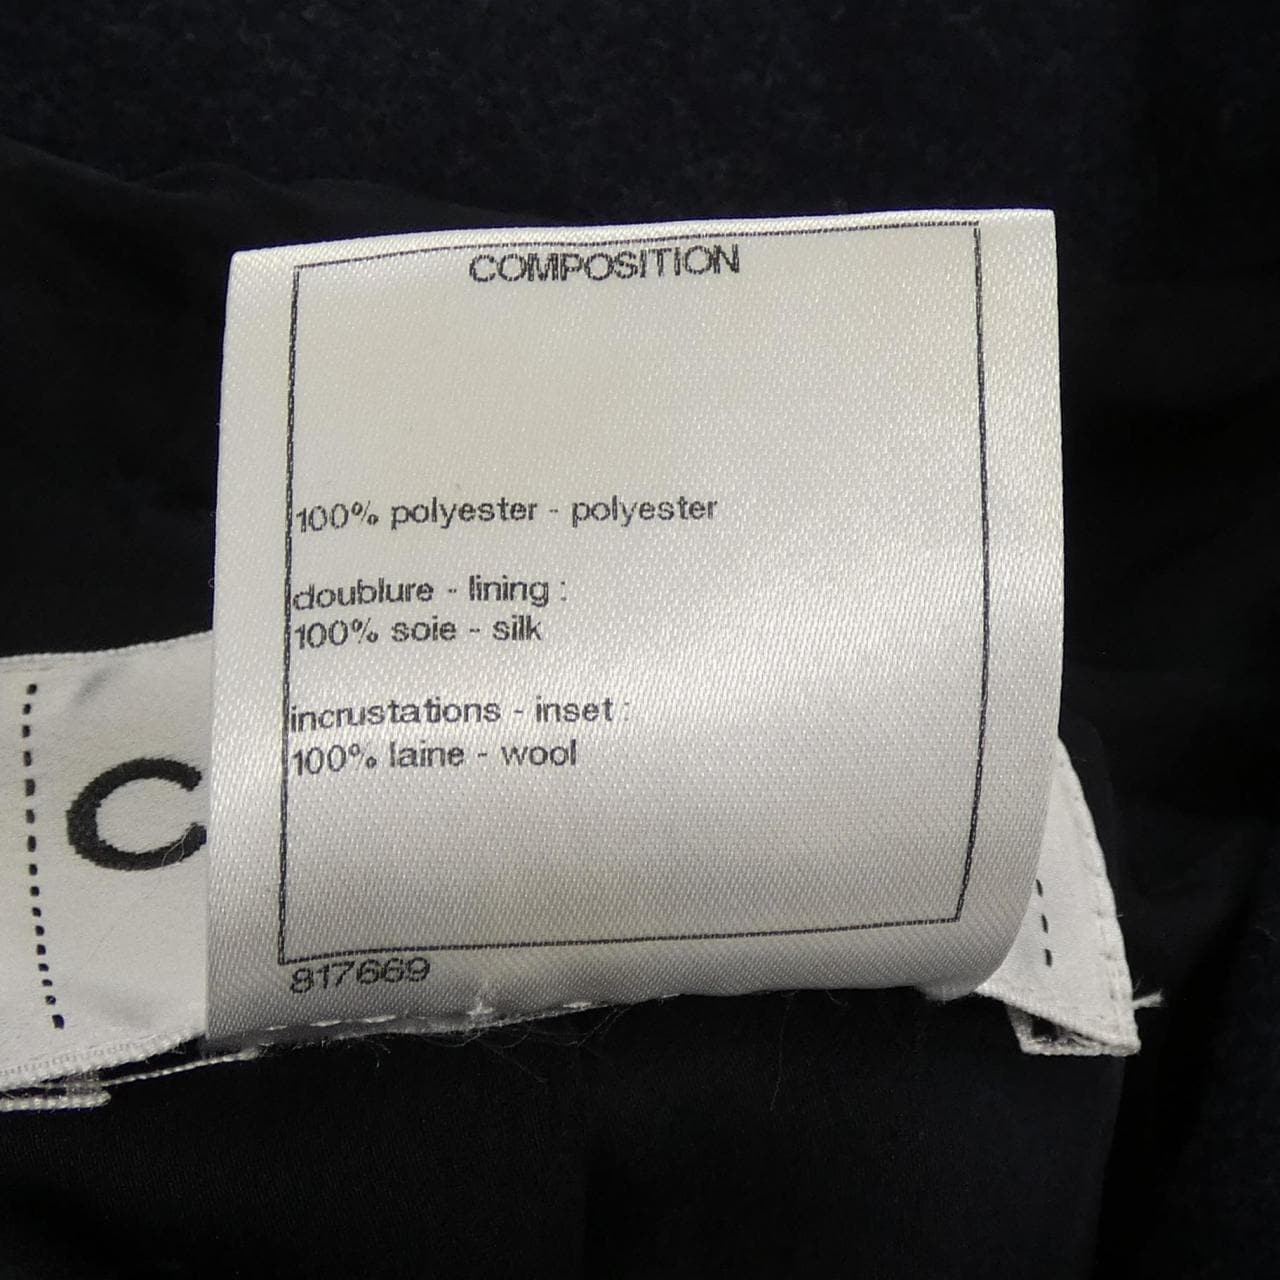 COMPOSITION
100% polyester - polyester
doublure - lining :
100% soie - silk
incrustations - inset :
100% laine - wool
C
817669